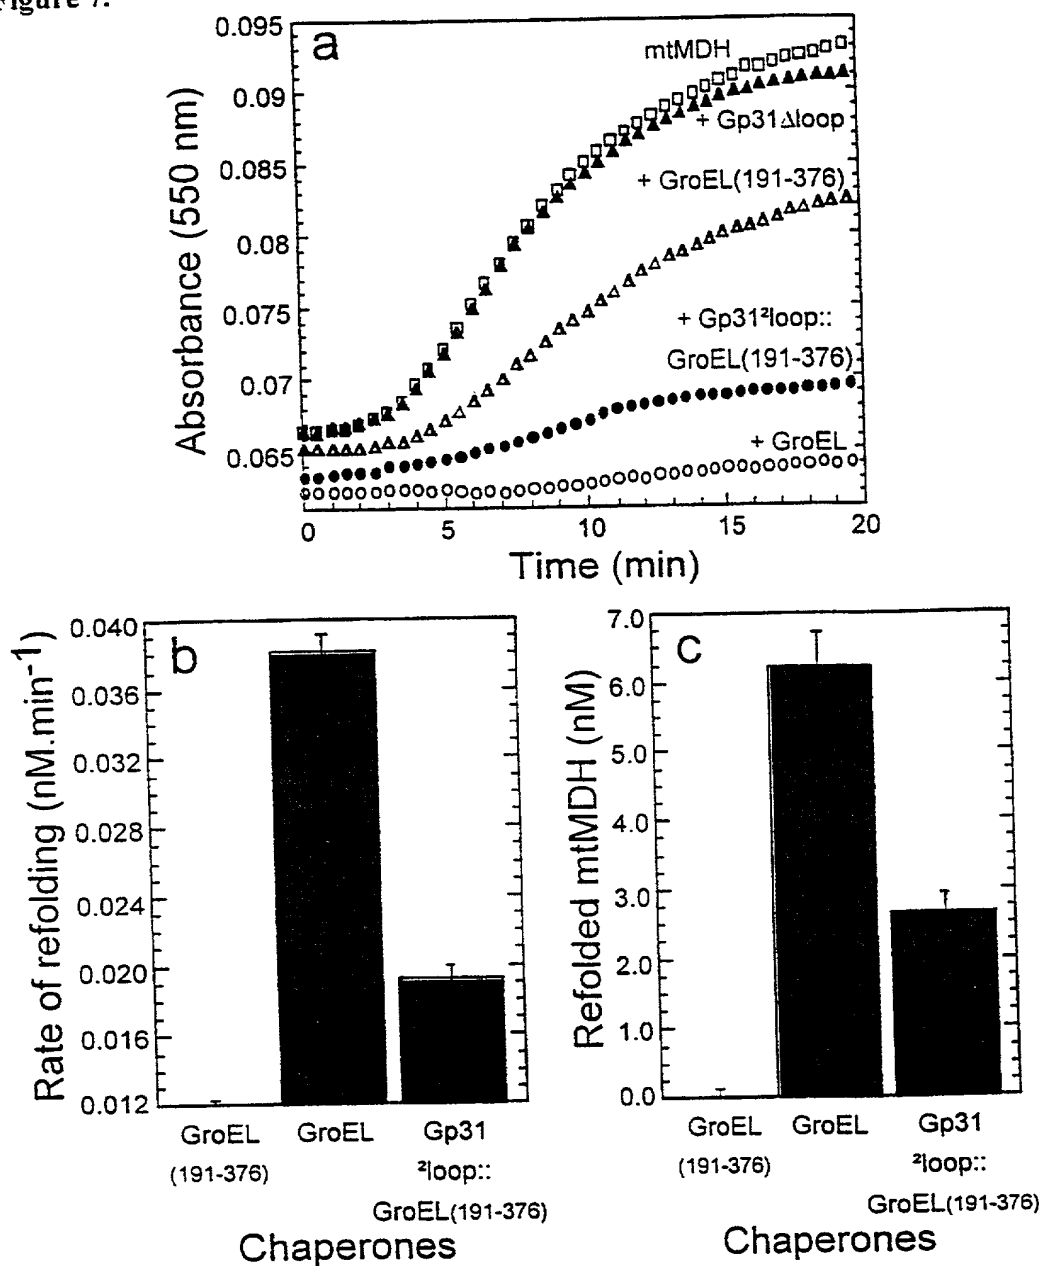 Figure 7.
a
0.095
0.09
0.085
0.08
0.075
0.07
0.065
Absorbance (550 nm)
mtMDH
+ Gp31∆loop
+ GroEL(191-376)
+ Gp31²loop::
GroEL(191-376)
+ GroEL
0 5 10 15 20
Time (min)
b
0.040
0.036
0.032
0.028
0.024
0.020
0.016
0.012
Rate of refolding (nM.min⁻¹)
GroEL
(191-376)
GroEL
Gp31
²loop::
GroEL(191-376)
Chaperones
c
7.0
6.0
5.0
4.0
3.0
2.0
1.0
0.0
Refolded mtMDH (nM)
GroEL
(191-376)
GroEL
Gp31
²loop::
GroEL(191-376)
Chaperones